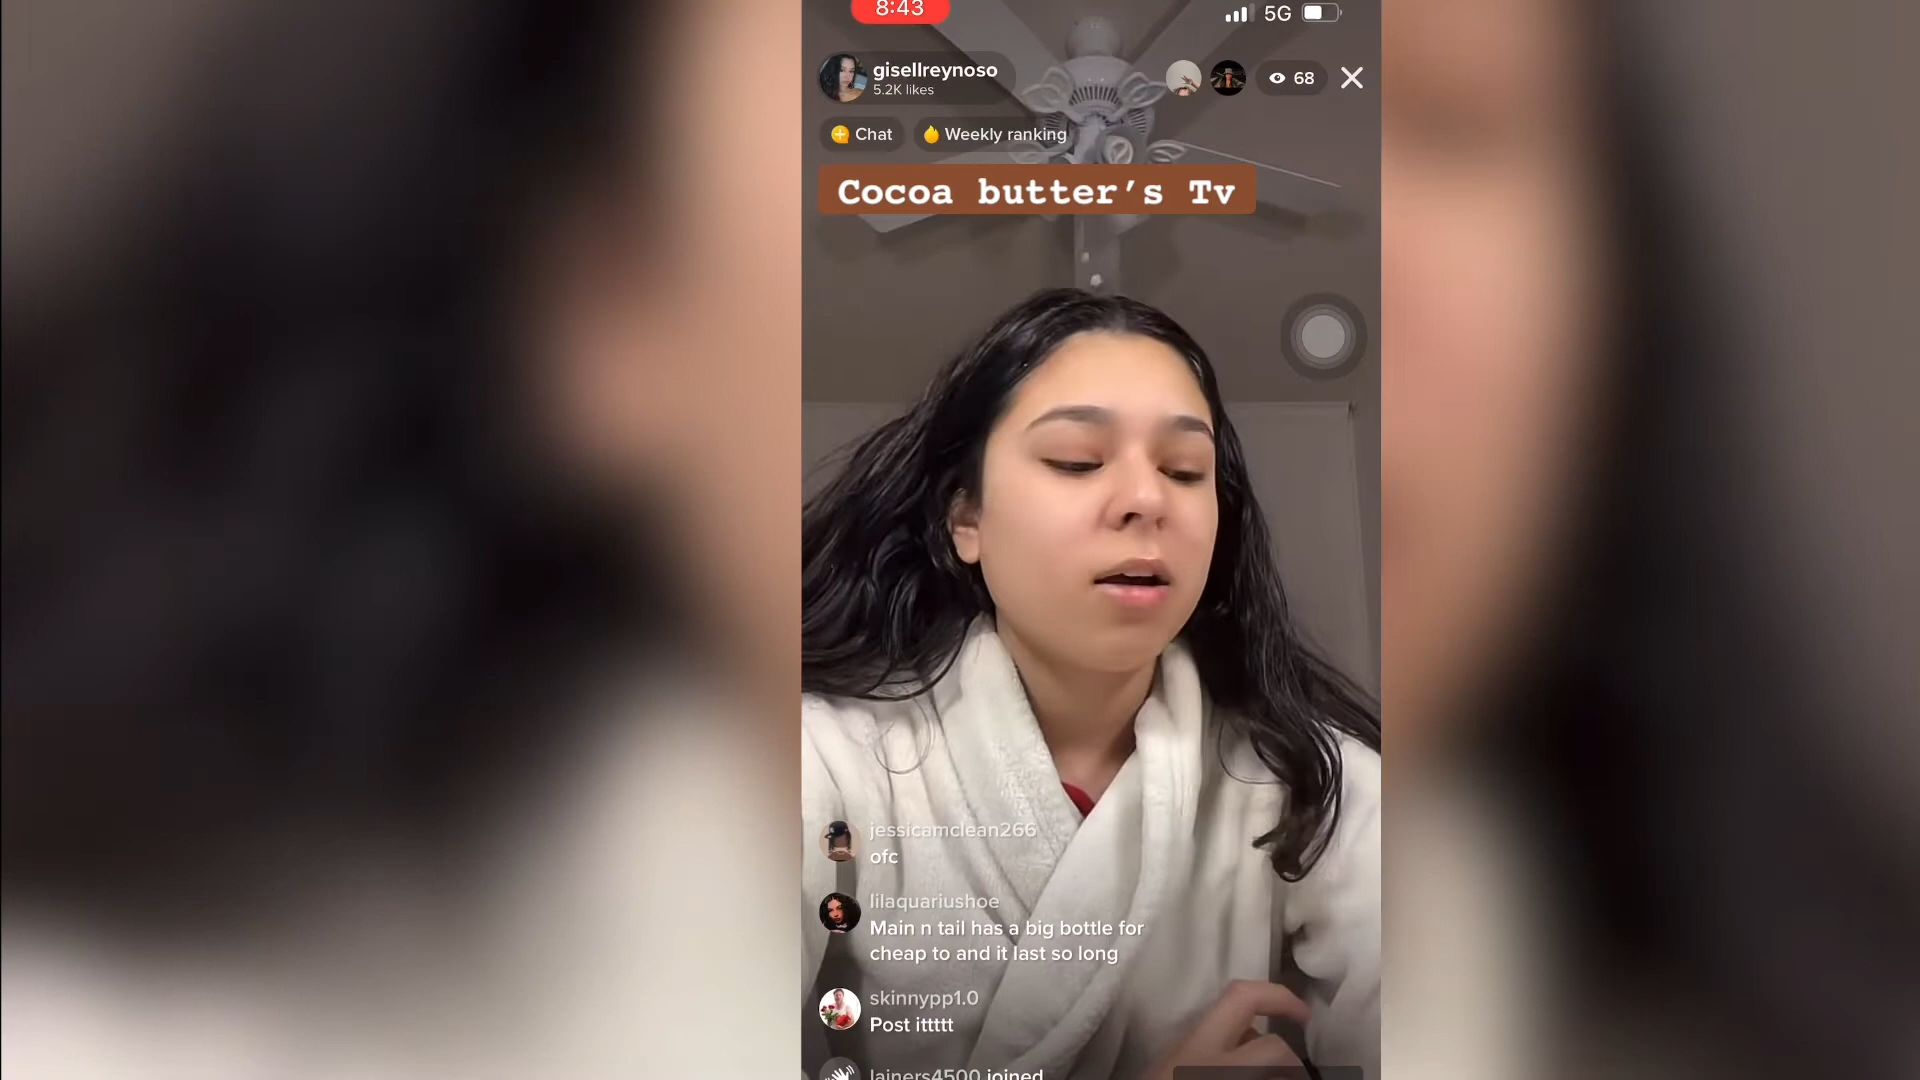 8:43
5G
gisellreynoso
5.2K likes
68
Chat
Weekly ranking
Cocoa butter’s Tv
jessicamclean266
ofc
lilaquariushoe
Main n tail has a big bottle for
cheap to and it last so long
skinnypp1.0
Post ittttt
lainers4500 joined